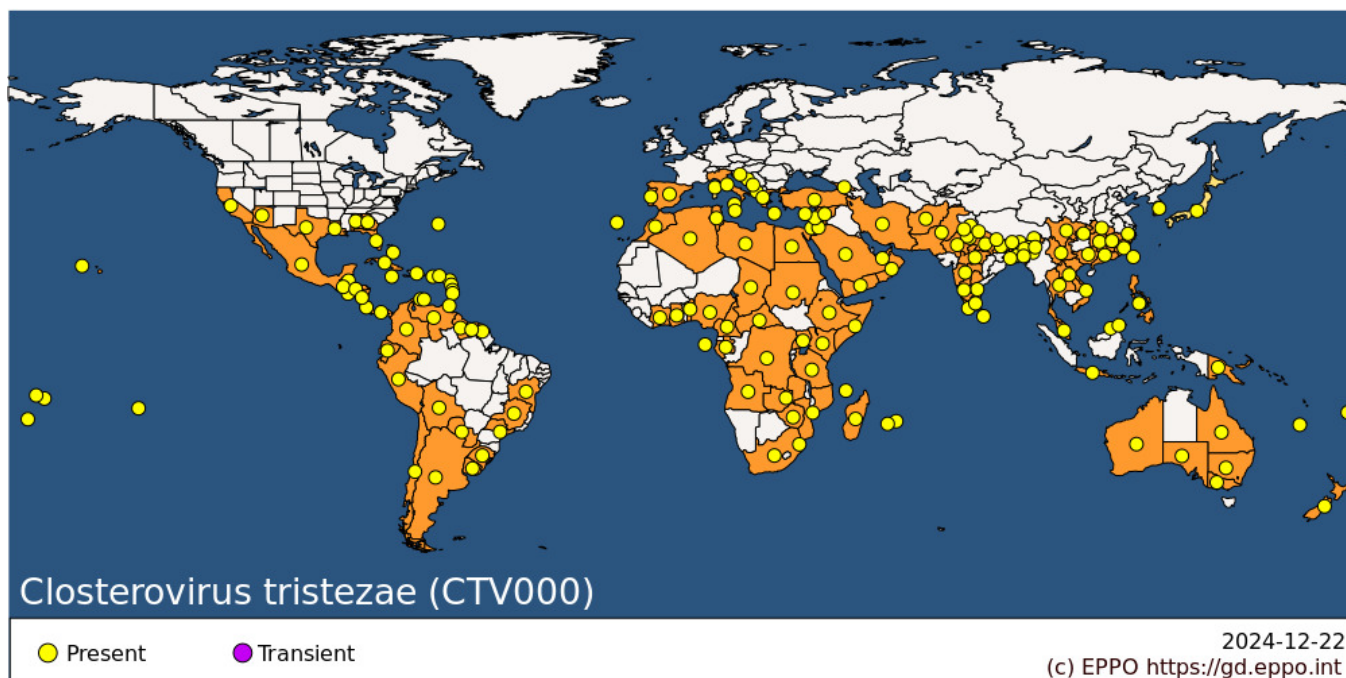 Closterovirus tristezae (CTV000)
Present
Transient
2024-12-22
(c) EPPO https://gd.eppo.int